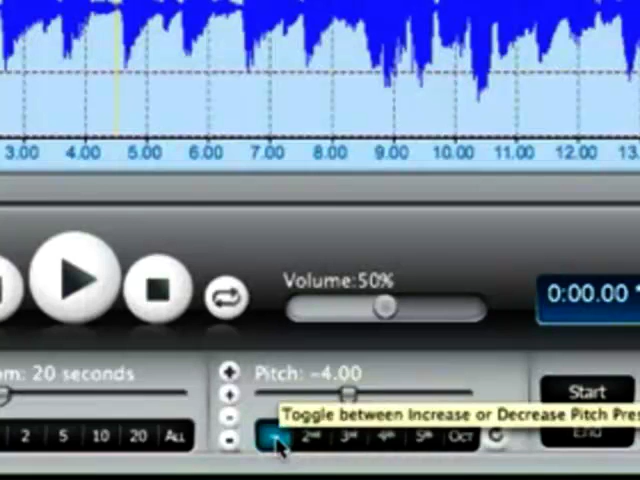 3.00 4.00 5.00 6.00 7.00 8.00 9.00 10.00 11.00 12.00 13.
Volume:50%
0:00.00
om: 20 seconds
Pitch: -4.00
Start
Toggle between Increase or Decrease Pitch Pres
2 5 10 20 ALL
- 2nd 3rd 4th 5th Oct
End